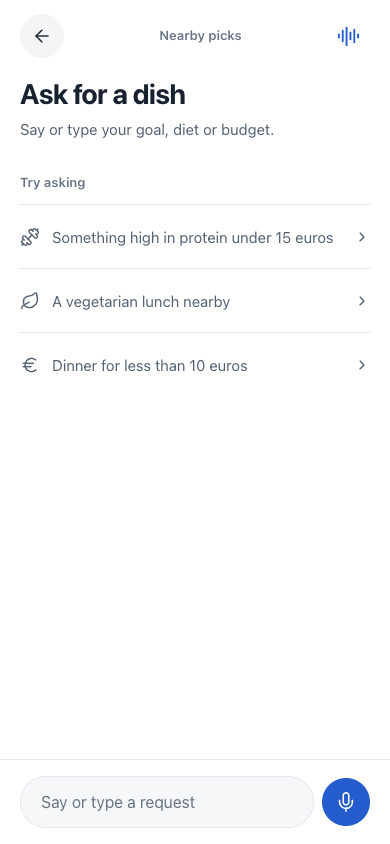 Nearby picks
Ask for a dish
Say or type your goal, diet or budget.
Try asking
Something high in protein under 15 euros
A vegetarian lunch nearby
Dinner for less than 10 euros
Say or type a request